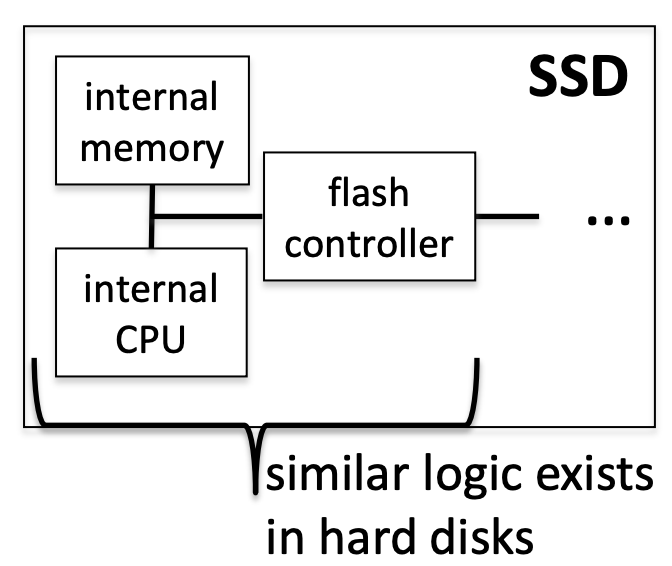 SSD
internal
memory
flash
controller
...
internal
CPU
similar logic exists
in hard disks